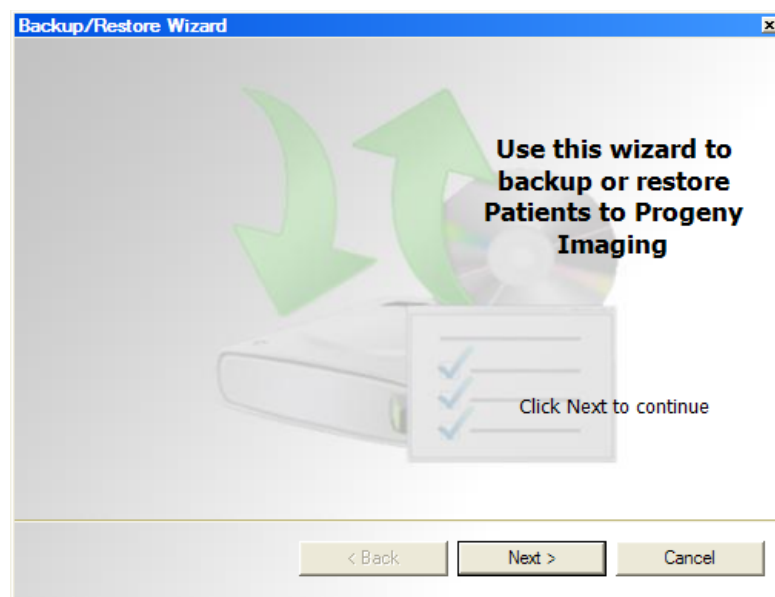 Backup/Restore Wizard
Use this wizard to
backup or restore
Patients to Progeny
Imaging
Click Next to continue
< Back
Next >
Cancel